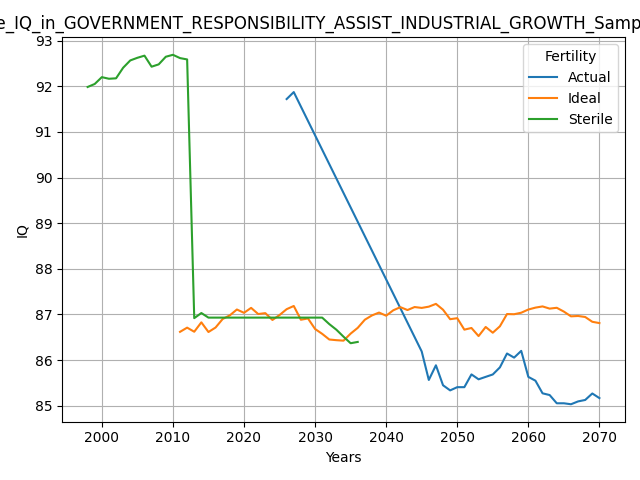 e_IQ_in_GOVERNMENT_RESPONSIBILITY_ASSIST_INDUSTRIAL_GROWTH_Samp
93
92
91
90
89
88
87
86
85
IQ
Fertility
Actual
Ideal
Sterile
2000 2010 2020 2030 2040 2050 2060 2070
Years